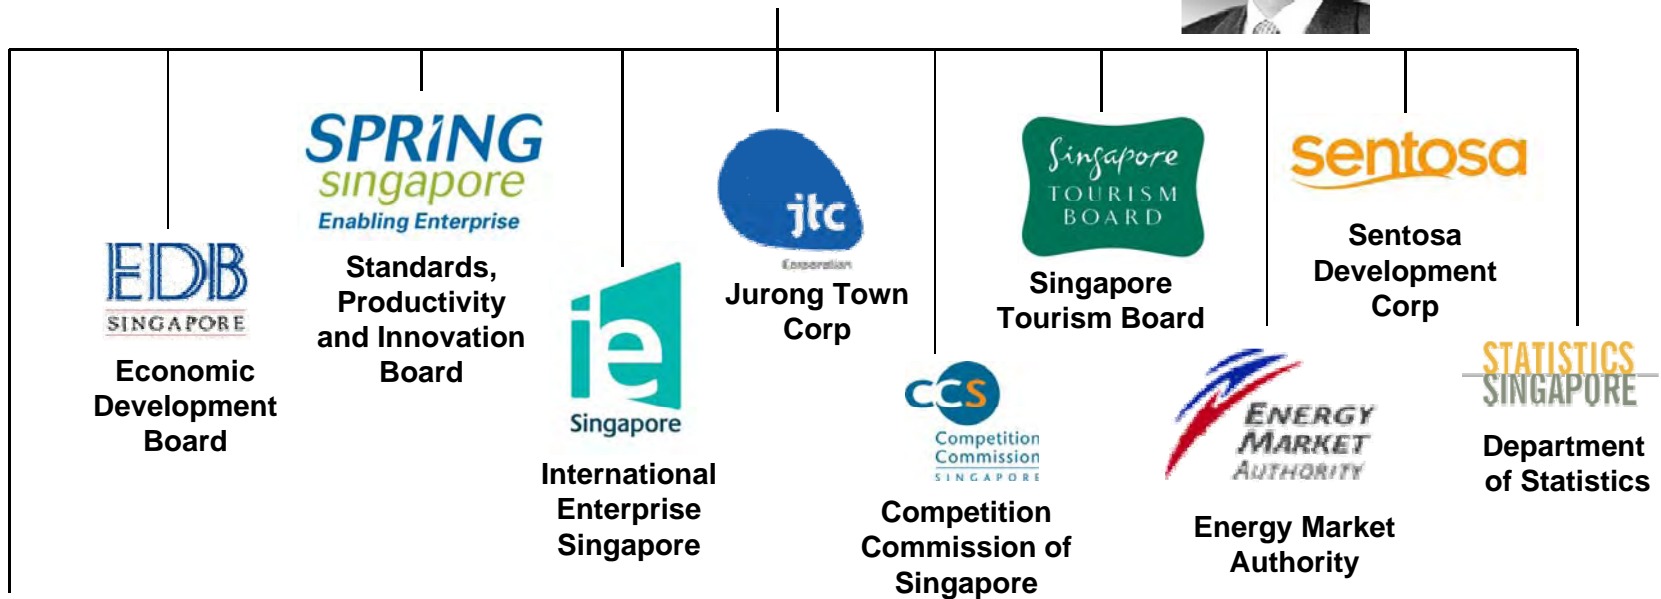 EDB
SINGAPORE
Economic
Development
Board
SPRiNG
singapore
Enabling Enterprise
Standards,
Productivity
and Innovation
Board
ie
Singapore
International
Enterprise
Singapore
jtc
Corporation
Jurong Town
Corp
ccs
Competition
Commission
SINGAPORE
Competition
Commission of
Singapore
Singapore
TOURISM
BOARD
Singapore
Tourism Board
ENERGY
MARKET
AUTHORITY
Energy Market
Authority
sentosa
Sentosa
Development
Corp
STATISTICS
SINGAPORE
Department
of Statistics